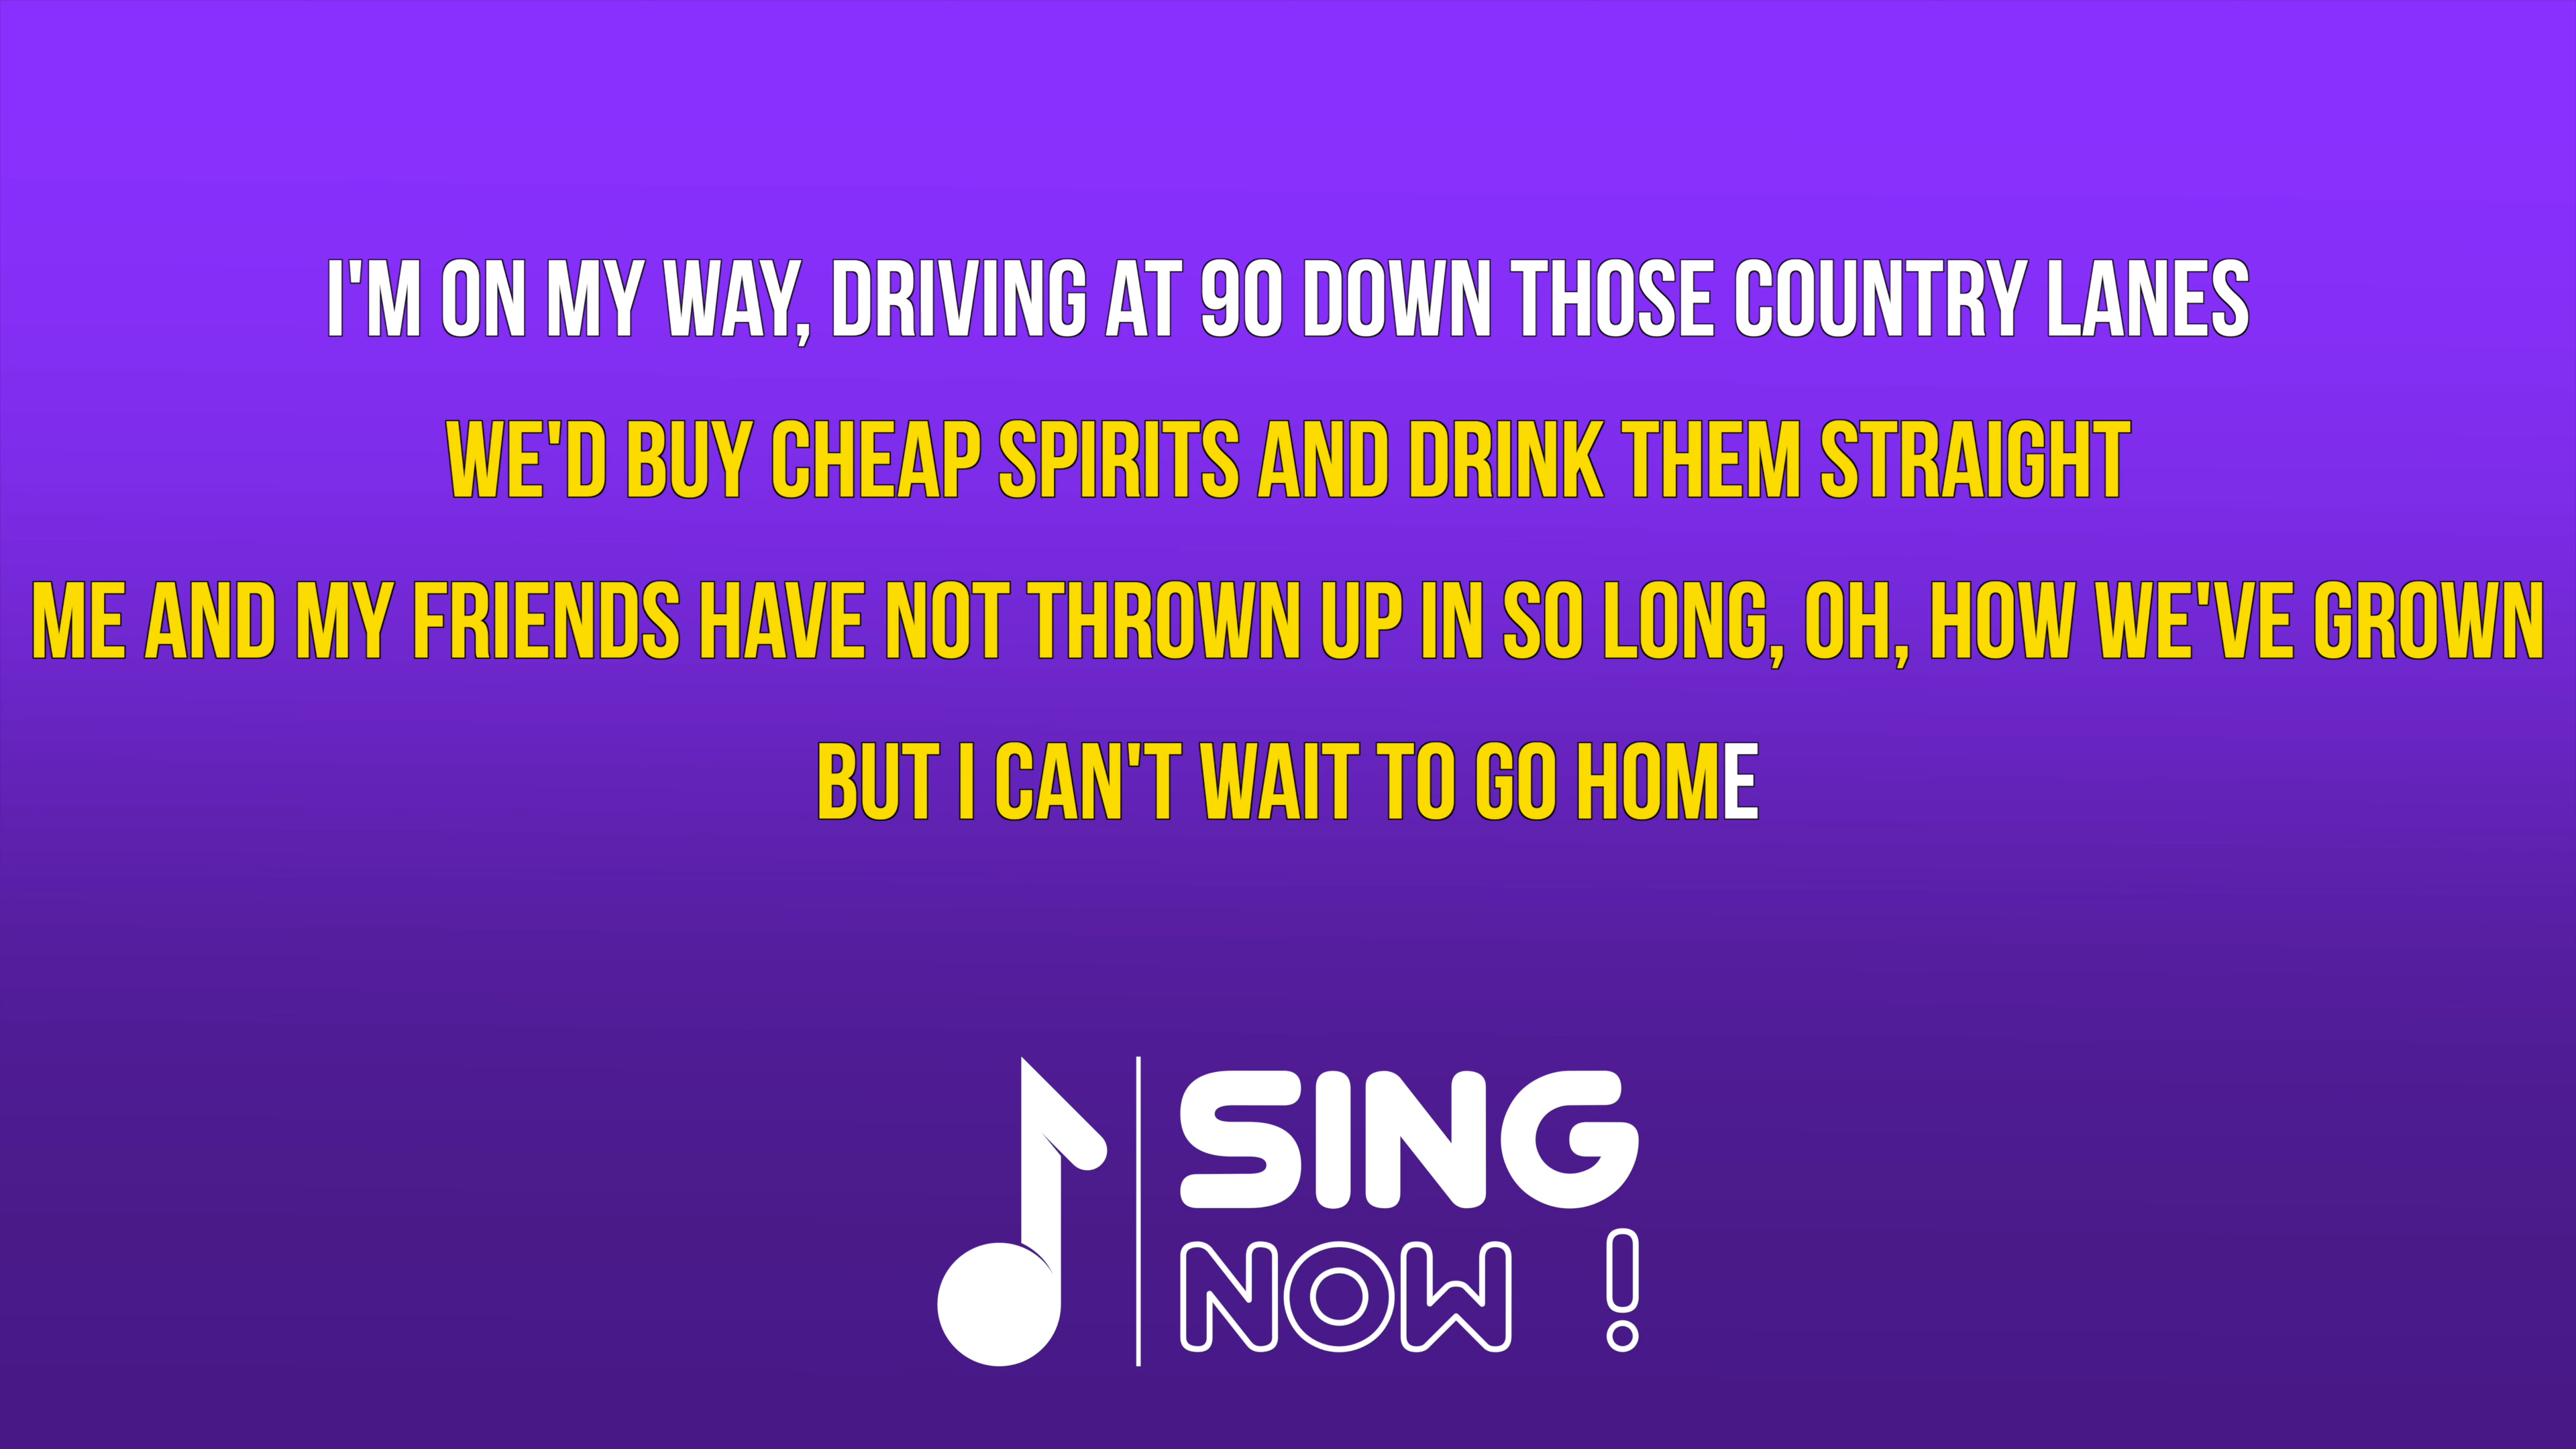 I'M ON MY WAY, DRIVING AT 90 DOWN THOSE COUNTRY LANES
WE'D BUY CHEAP SPIRITS AND DRINK THEM STRAIGHT
ME AND MY FRIENDS HAVE NOT THROWN UP IN SO LONG, OH, HOW WE'VE GROWN
BUT I CAN'T WAIT TO GO HOME
SING
NOW !